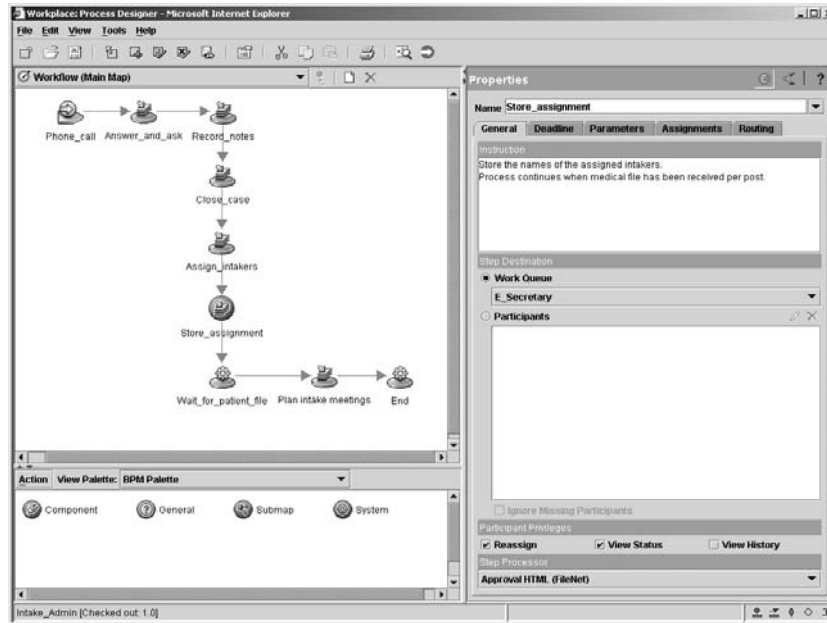 Workplace: Process Designer - Microsoft Internet Explorer
File Edit View Tools Help
Workflow (Main Map)
Phone_call Answer_and_ask Record_notes
Close_case
Assign_intakers
Store_assignment
Wait_for_patient_file Plan intake meetings End
Action View Palette: BPM Palette
Component General Submap System
Intake_Admin [Checked out: 1.0]
Properties
?
Name Store_assignment
General Deadline Parameters Assignments Routing
Instruction
Store the names of the assigned intakers.
Process continues when medical file has been received per post.
Step Destination
Work Queue
E_Secretary
Participants
Ignore Missing Participants
Participant Privileges
Reassign View Status View History
Step Processor
Approval HTML (FileNet)